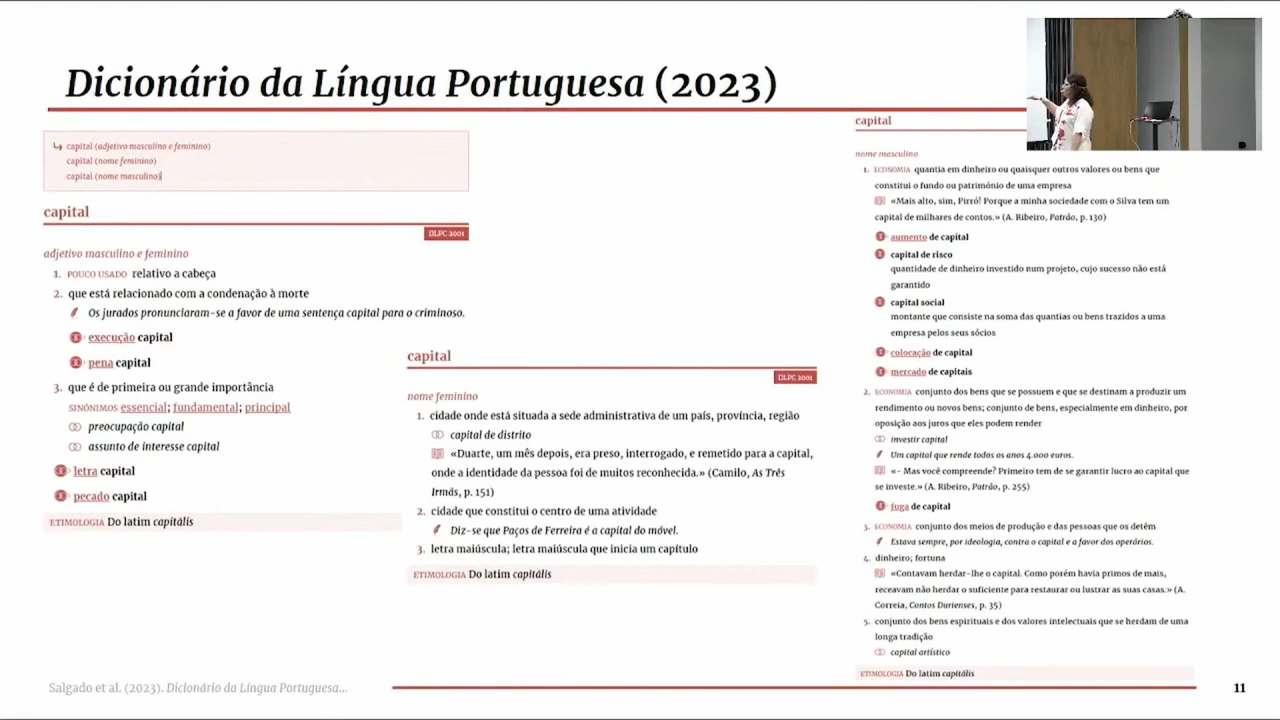 Dicionário da Língua Portuguesa (2023)
capital (adjetivo masculino e feminino)
capital (nome feminino)
capital (nome masculino)
capital
DLPC 2001
adjetivo masculino e feminino
1. POUCO USADO relativo a cabeça
2. que está relacionado com a condenação à morte
Os jurados pronunciaram-se a favor de uma sentença capital para o criminoso.
execução capital
pena capital
3. que é de primeira ou grande importância
SINÓNIMOS essencial; fundamental; principal
preocupação capital
assunto de interesse capital
letra capital
pecado capital
ETIMOLOGIA Do latim capitālis
capital
DLPC 2001
nome feminino
1. cidade onde está situada a sede administrativa de um país, província, região
capital de distrito
«Duarte, um mês depois, era preso, interrogado, e remetido para a capital,
onde a identidade da pessoa foi de muitos reconhecida.» (Camilo, As Três
Irmãs, p. 151)
2. cidade que constitui o centro de uma atividade
Diz-se que Paços de Ferreira é a capital do móvel.
3. letra maiúscula; letra maiúscula que inicia um capítulo
ETIMOLOGIA Do latim capitālis
capital
nome masculino
1. ECONOMIA quantia em dinheiro ou quaisquer outros valores ou bens que
constitui o fundo ou património de uma empresa
«Mais alto, sim, Pirró! Porque a minha sociedade com o Silva tem um
capital de milhares de contos.» (A. Ribeiro, Patrão, p. 130)
aumento de capital
capital de risco
quantidade de dinheiro investido num projeto, cujo sucesso não está
garantido
capital social
montante que consiste na soma das quantias ou bens trazidos a uma
empresa pelos seus sócios
colocação de capital
mercado de capitais
2. ECONOMIA conjunto dos bens que se possuem e que se destinam a produzir um
rendimento ou novos bens; conjunto de bens, especialmente em dinheiro, por
oposição aos juros que eles podem render
investir capital
Um capital que rende todos os anos 4.000 euros.
«- Mas você compreende? Primeiro tem de se garantir lucro ao capital que
se investe.» (A. Ribeiro, Patrão, p. 255)
fuga de capital
3. ECONOMIA conjunto dos meios de produção e das pessoas que os detêm
Estava sempre, por ideologia, contra o capital e a favor dos operários.
4. dinheiro; fortuna
«Contavam herdar-lhe o capital. Como porém havia primos de mais,
receavam não herdar o suficiente para restaurar ou lustrar as suas casas.» (A.
Correia, Contos Durienses, p. 35)
5. conjunto dos bens espirituais e dos valores intelectuais que se herdam de uma
longa tradição
capital artístico
ETIMOLOGIA Do latim capitālis
Salgado et al. (2023). Dicionário da Língua Portuguesa...
11